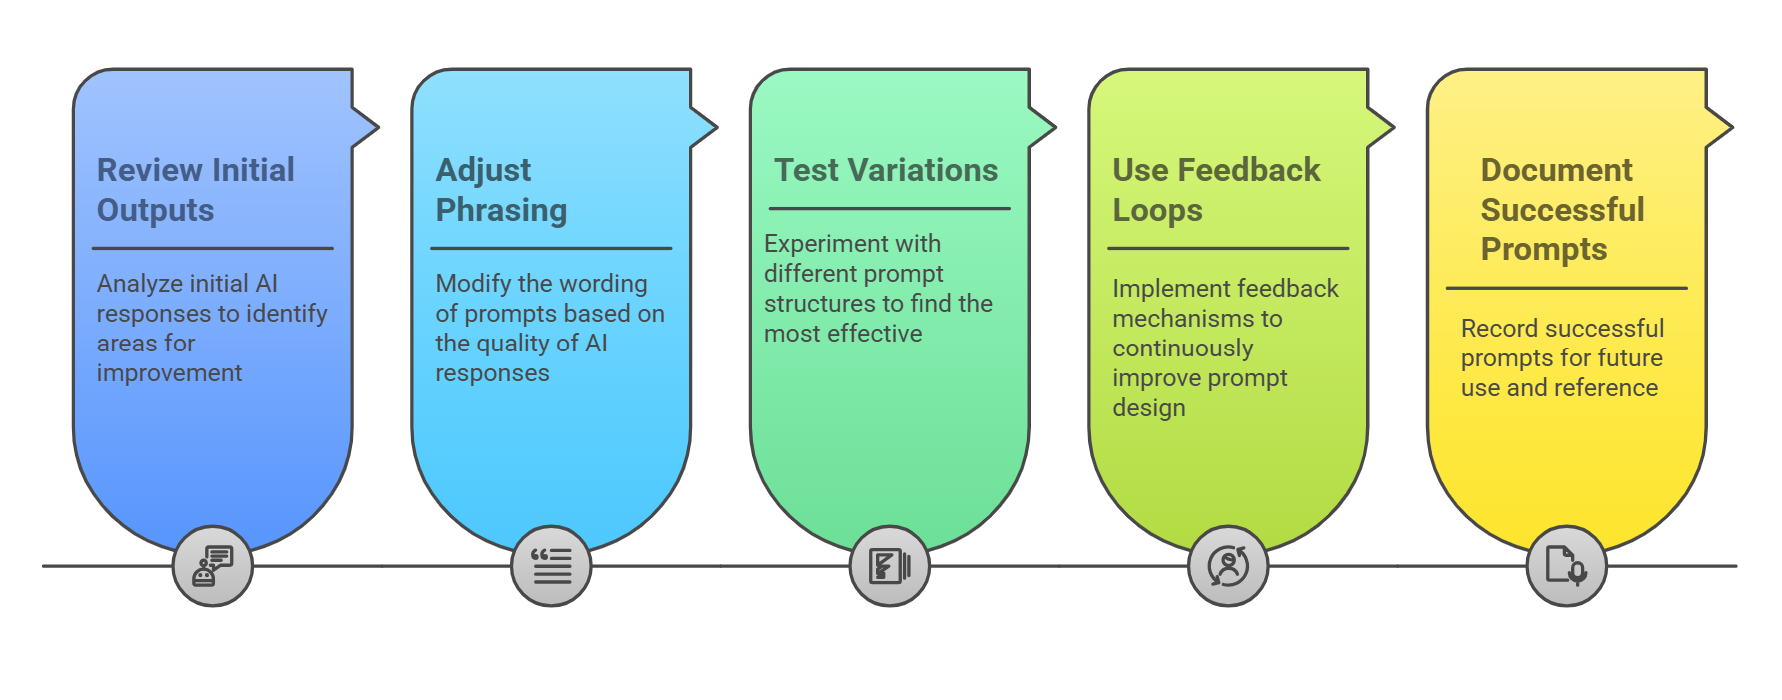 Review Initial
Outputs
Analyze initial AI
responses to identify
areas for
improvement
Adjust
Phrasing
Modify the wording
of prompts based on
the quality of AI
responses
Test Variations
Experiment with
different prompt
structures to find the
most effective
Use Feedback
Loops
Implement feedback
mechanisms to
continuously
improve prompt
design
Document
Successful
Prompts
Record successful
prompts for future
use and reference